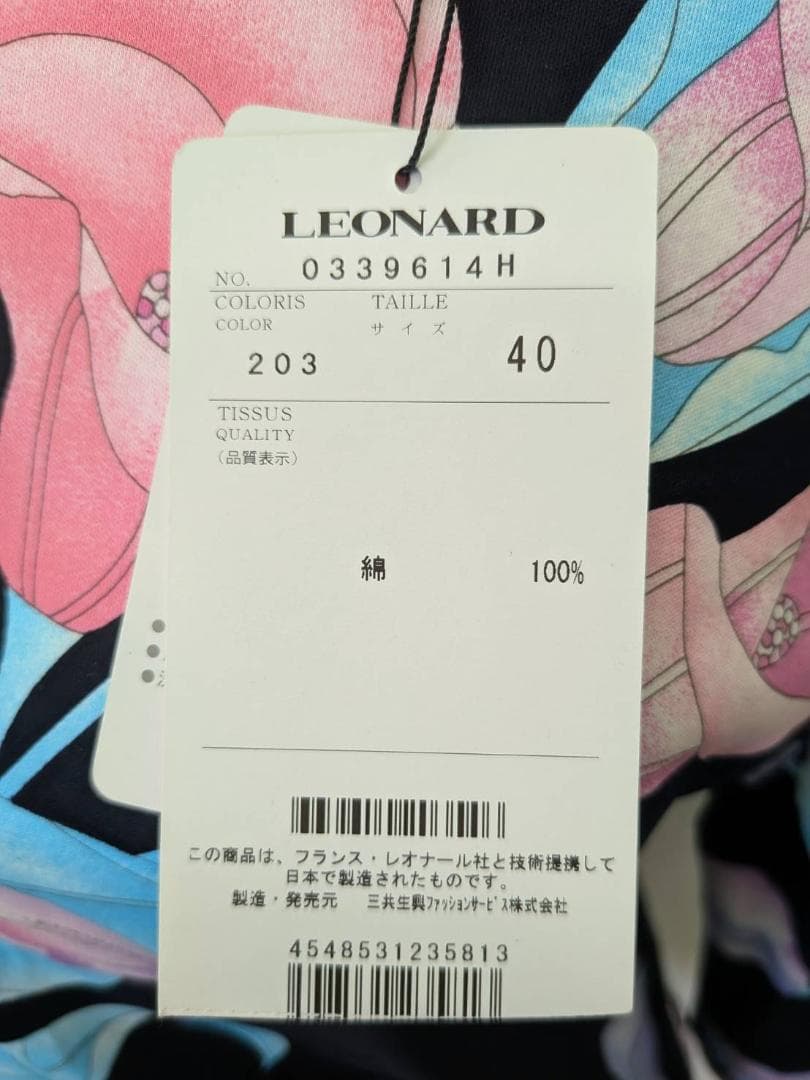 LEONARD
NO. 0339614H
COLORIS TAILLE
COLOR サイズ
203 40
TISSUS
QUALITY
（品質表示）
綿 100%
この商品は、フランス・レオナール社と技術提携して
日本で製造されたものです。
製造・発売元 三共生興ﾌｧｯｼｮﾝｻｰﾋﾞｽ株式会社
4548531235813